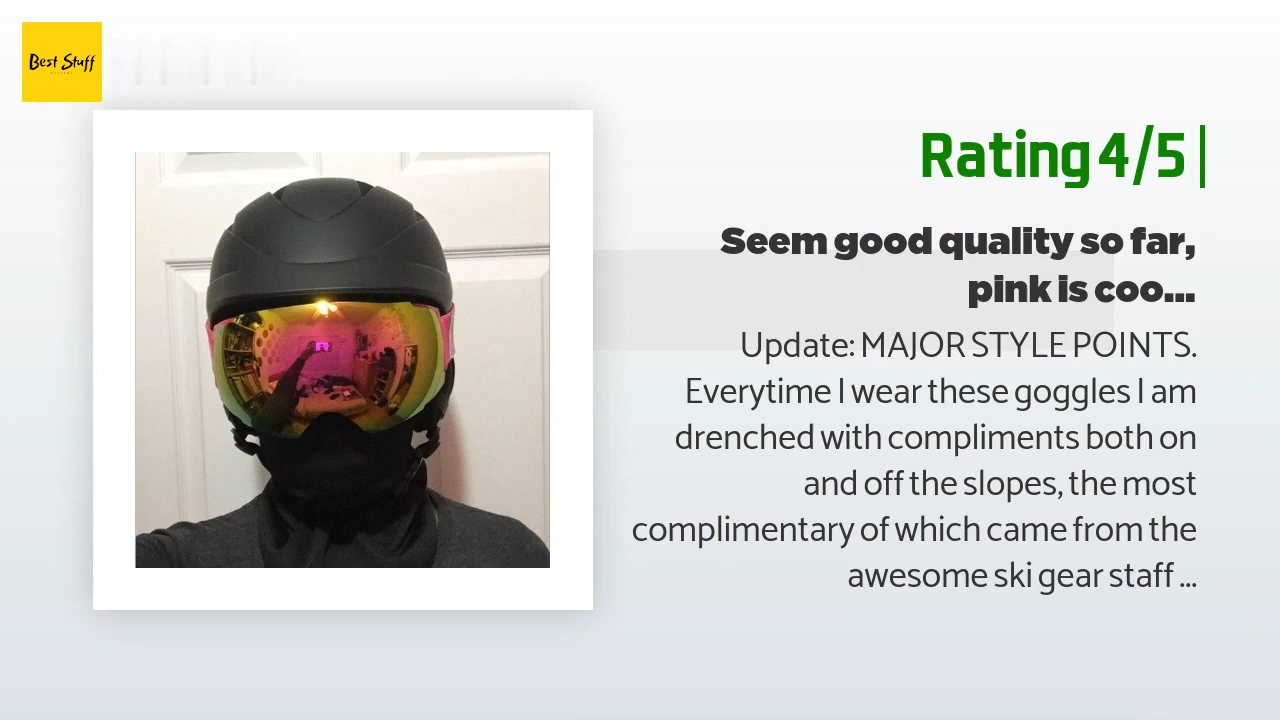 Best Stuff
Rating 4/5
Seem good quality so far,
pink is coo...
Update: MAJOR STYLE POINTS.
Everytime I wear these goggles I am
drenched with compliments both on
and off the slopes, the most
complimentary of which came from the
awesome ski gear staff ...